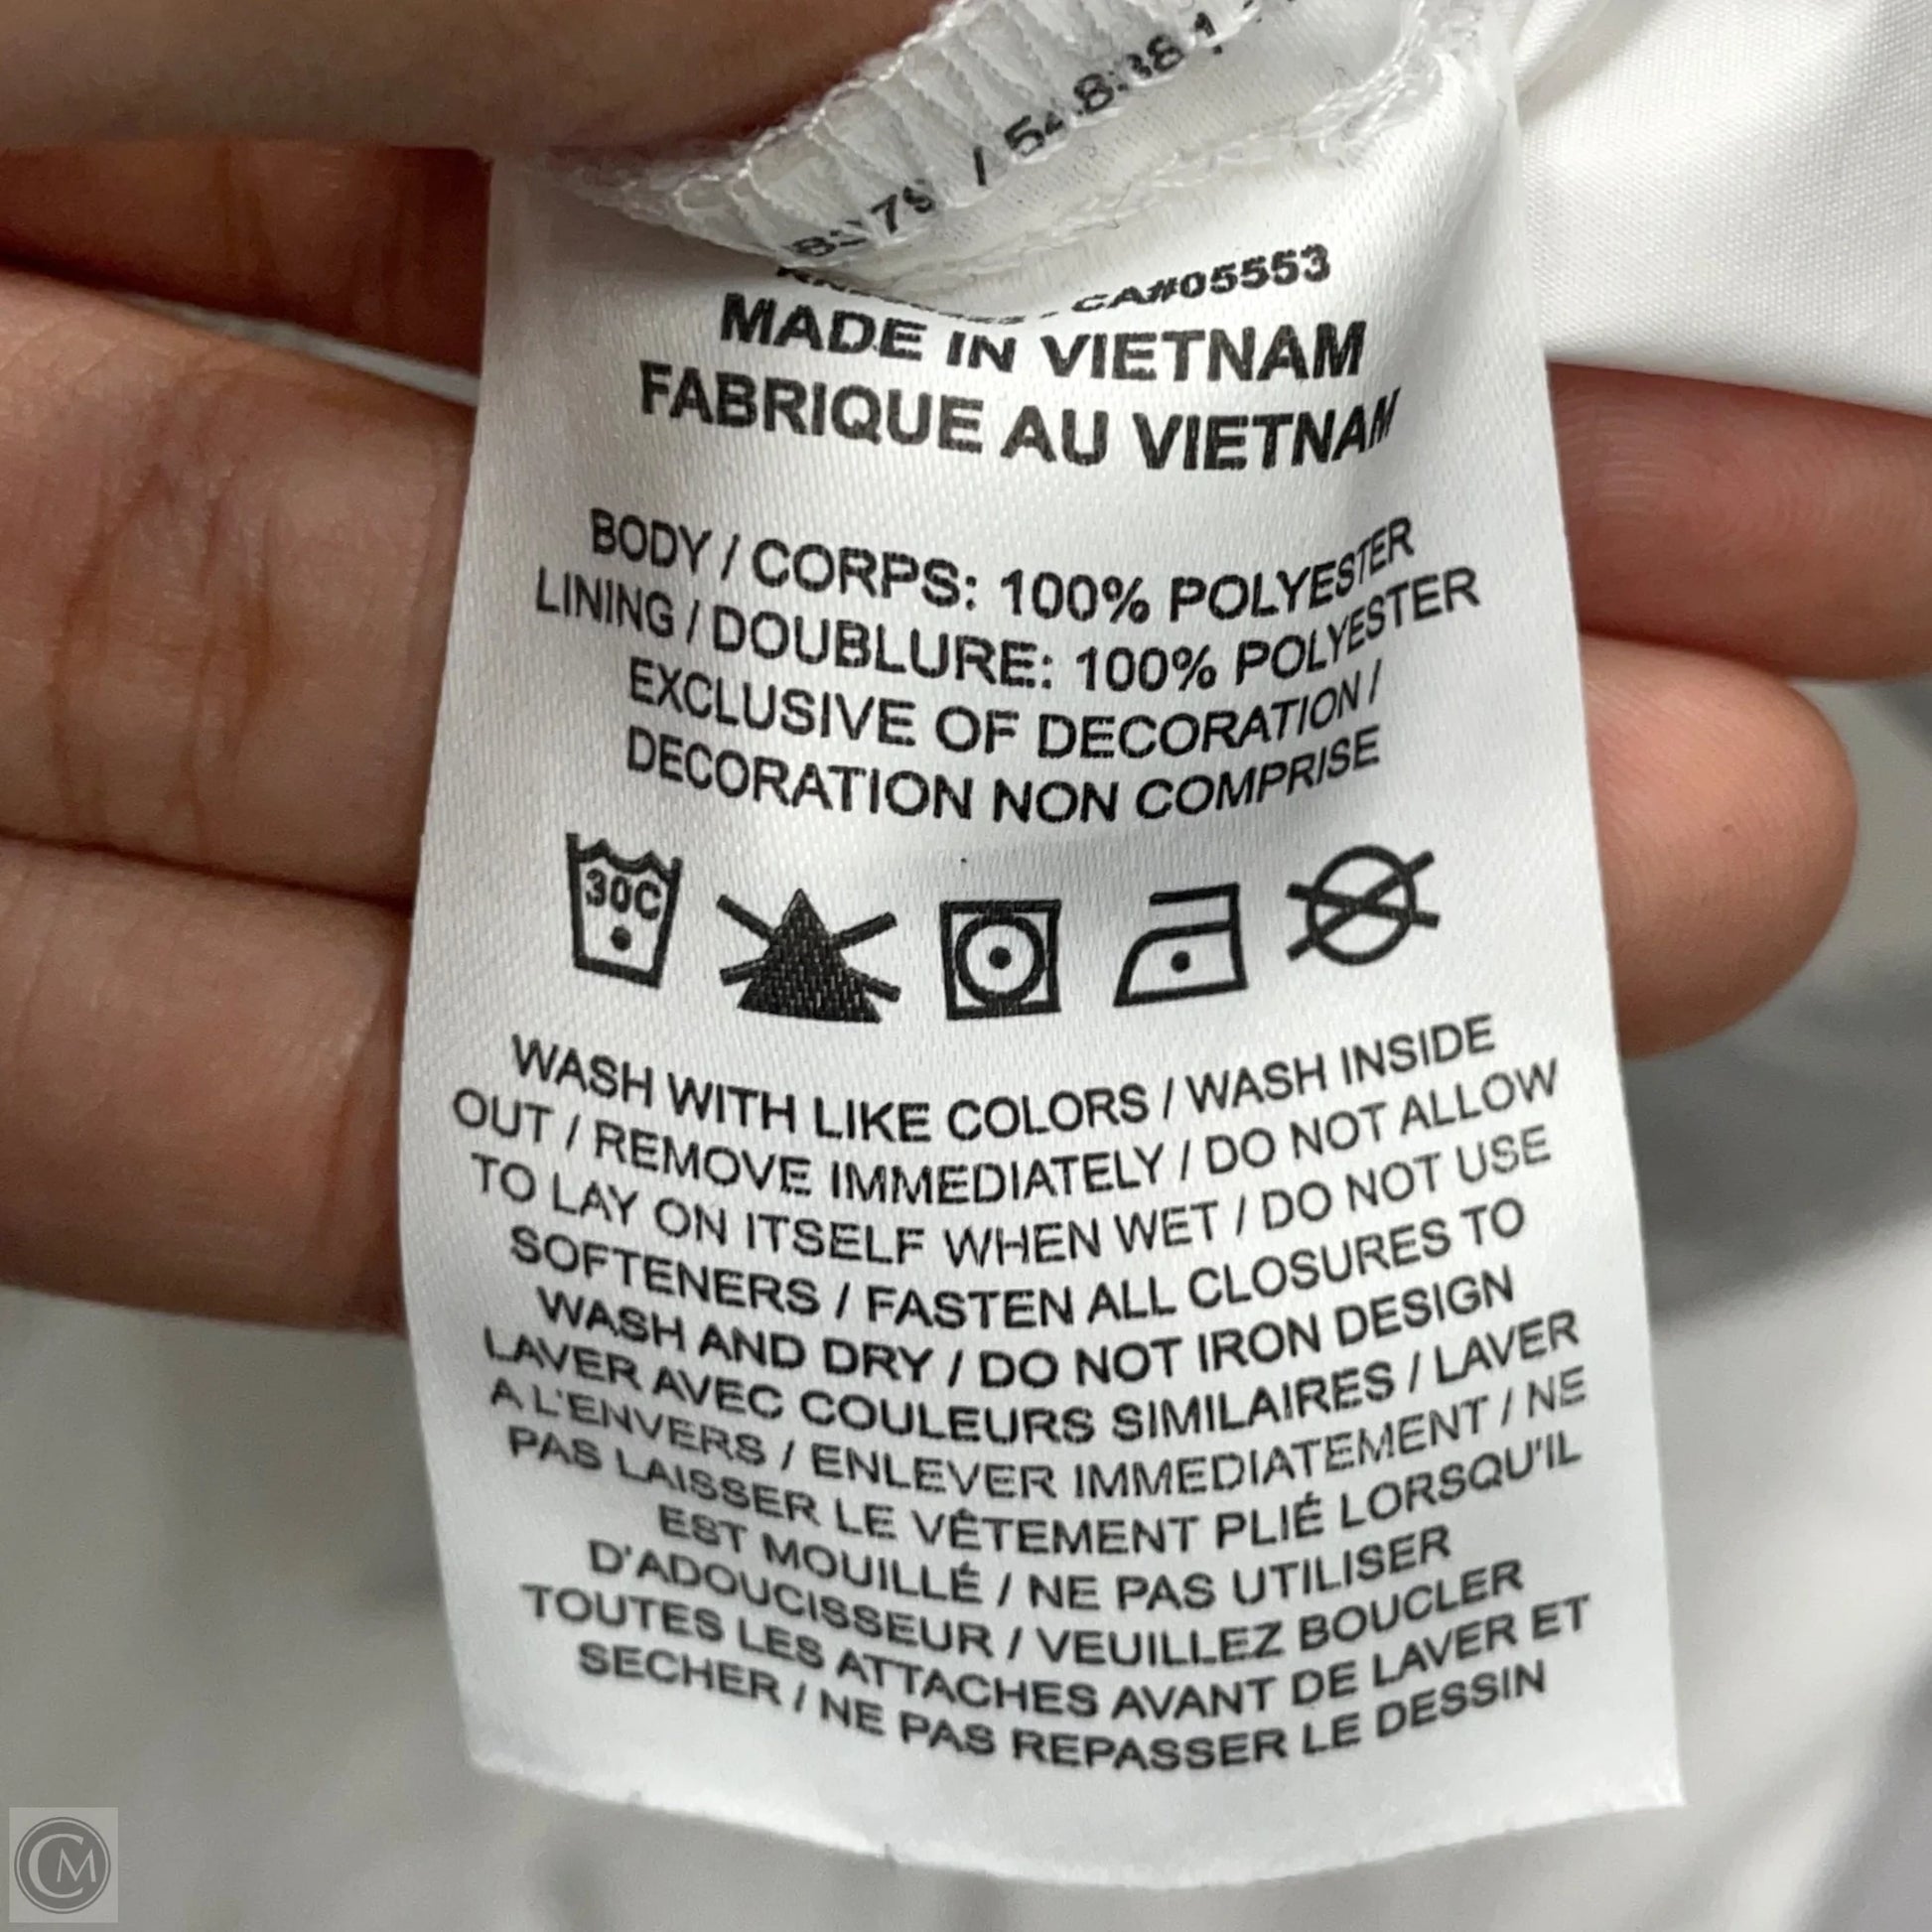 CA#05553
MADE IN VIETNAM
FABRIQUE AU VIETNAM
BODY / CORPS: 100% POLYESTER
LINING / DOUBLURE: 100% POLYESTER
EXCLUSIVE OF DECORATION /
DECORATION NON COMPRISE
30C
WASH WITH LIKE COLORS / WASH INSIDE
OUT / REMOVE IMMEDIATELY / DO NOT ALLOW
TO LAY ON ITSELF WHEN WET / DO NOT USE
SOFTENERS / FASTEN ALL CLOSURES TO
WASH AND DRY / DO NOT IRON DESIGN
LAVER AVEC COULEURS SIMILAIRES / LAVER
A L'ENVERS / ENLEVER IMMEDIATEMENT / NE
PAS LAISSER LE VÊTEMENT PLIÉ LORSQU'IL
EST MOUILLÉ / NE PAS UTILISER
D'ADOUCISSEUR / VEUILLEZ BOUCLER
TOUTES LES ATTACHES AVANT DE LAVER ET
SECHER / NE PAS REPASSER LE DESSIN
CM